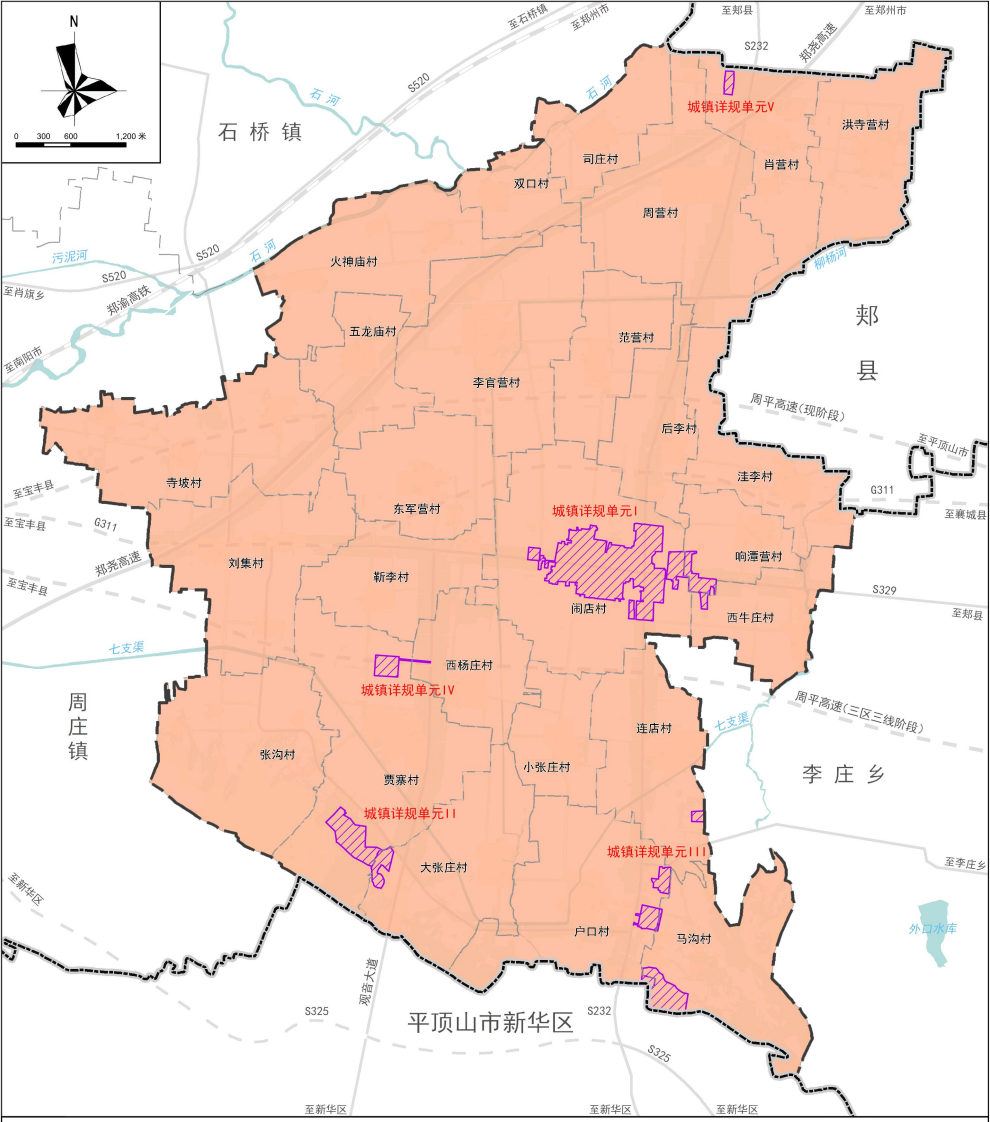 至石桥镇
至郑州市
至郏县
至郑州市
N
S232
郑尧高速
S520
石河
石河
城镇详规单元V
0 300 600 1,200 米
石桥镇
洪寺营村
司庄村
肖营村
双口村
周营村
污泥河
S520
石河
火神庙村
柳杨河
S520
至肖旗乡
郑渝高铁
郏县
五龙庙村
范营村
至南阳市
李官营村
周平高速(现阶段)
后李村
至平顶山市
寺坡村
洼李村
至宝丰县
G311
东军营村
城镇详规单元I
至襄城县
至宝丰县
G311
响潭营村
郑尧高速
刘集村
靳李村
至宝丰县
S329
闹店村
西牛庄村
至郏县
七支渠
西杨庄村
城镇详规单元IV
周庄镇
周平高速(三区三线阶段)
七支渠
连店村
张沟村
小张庄村
李庄乡
贾寨村
城镇详规单元II
城镇详规单元III
至李庄乡
大张庄村
至新华区
外口水库
户口村
马沟村
观音大道
S325
平顶山市新华区
S232
S325
至新华区
至新华区
至新华区